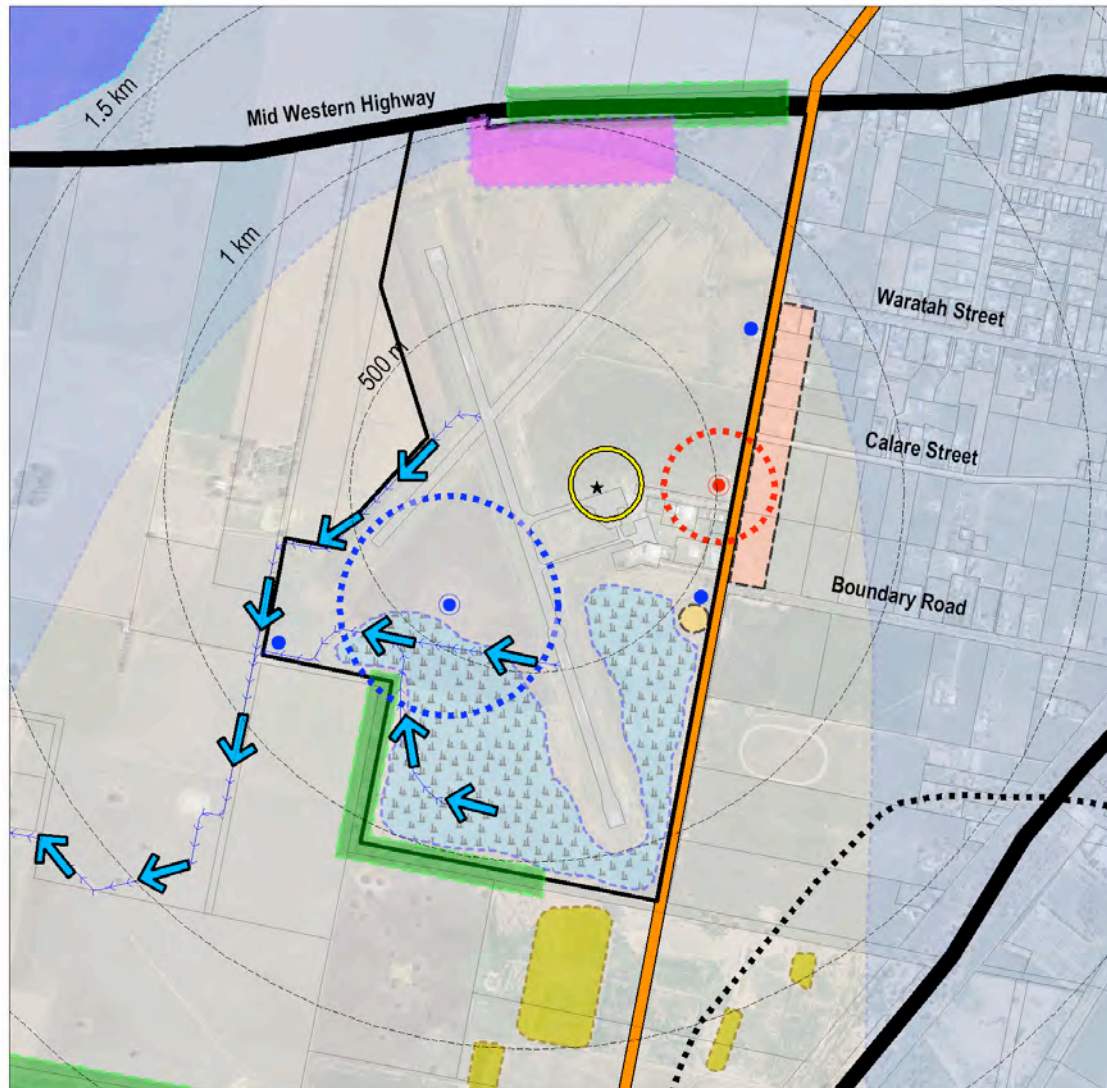 1.5 km
Mid Western Highway
1 km
Waratah Street
500 m
Calare Street
Boundary Road